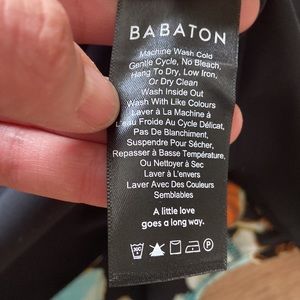 BABATON
Machine Wash Cold
Gentle Cycle, No Bleach,
Hang To Dry, Low Iron,
Or Dry Clean
Wash Inside Out
Wash With Like Colours
Laver À La Machine À
L'eau Froide Au Cycle Délicat,
Pas De Blanchiment,
Suspendre Pour Sécher,
Repasser à Basse Température,
Ou Nettoyer à Sec
Laver à L'envers
Laver Avec Des Couleurs
Semblables
A little love
goes a long way.